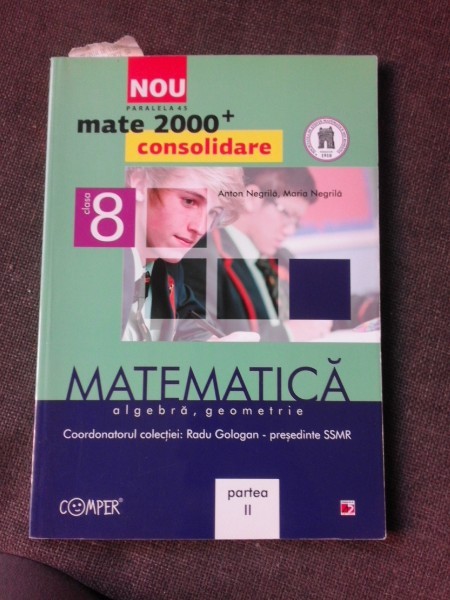 NOU
PARALELA 45
mate 2000+
consolidare
1910
Anton Negrilă, Maria Negrilă
clasa
8
MATEMATICĂ
algebră, geometrie
Coordonatorul colecției: Radu Gologan - președinte SSMR
partea
II
COMPER®